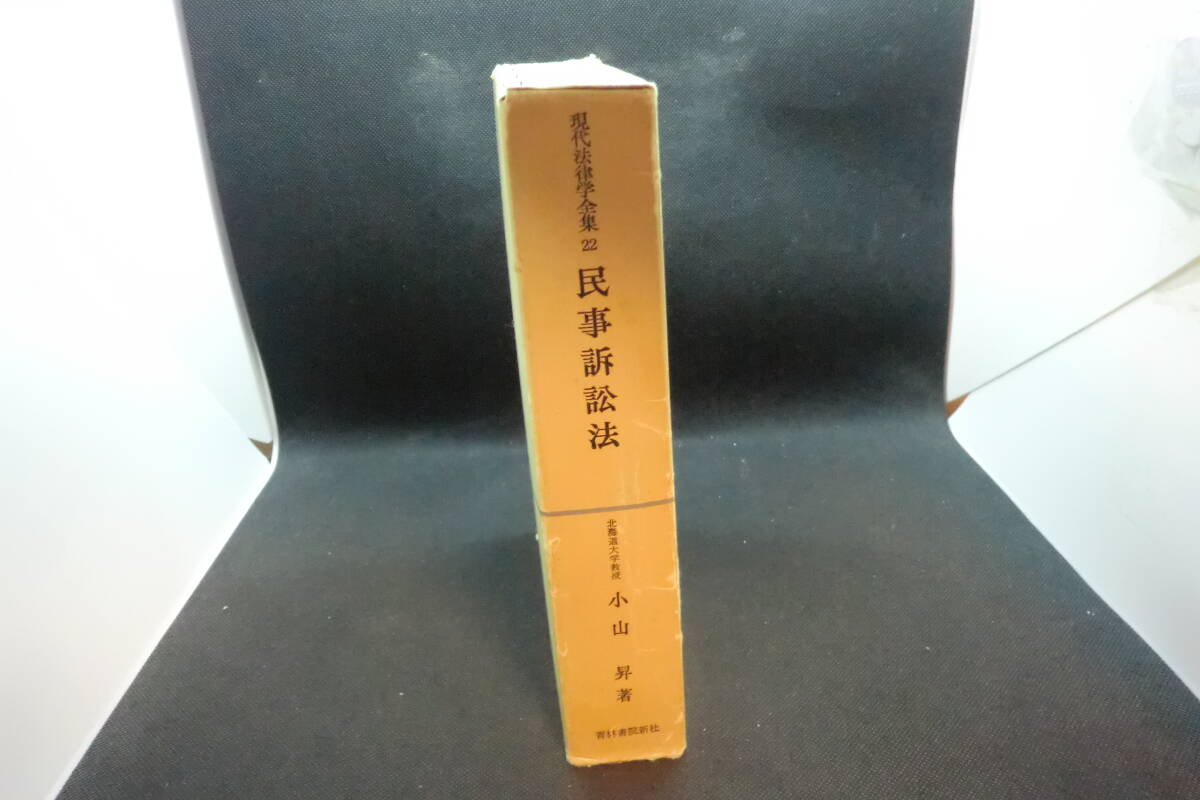 現代法律学全集 22
民事訴訟法
北海道大学教授
小山 昇 著
青林書院新社